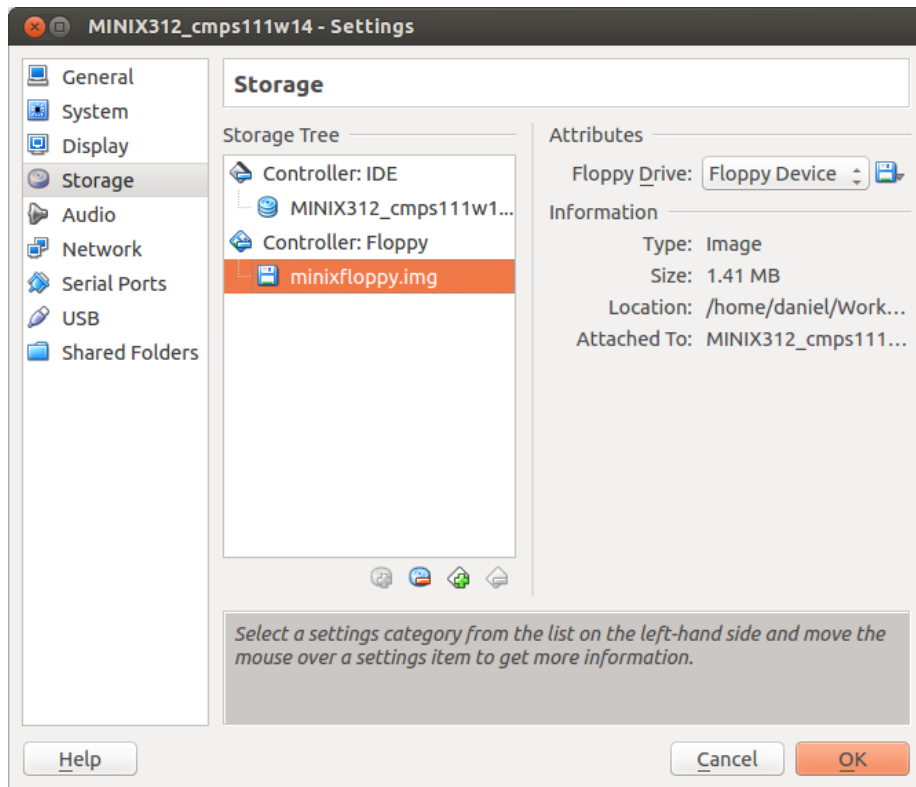 MINIX312_cmps111w14 - Settings
General
System
Display
Storage
Audio
Network
Serial Ports
USB
Shared Folders
Storage
Storage Tree
Controller: IDE
MINIX312_cmps111w1...
Controller: Floppy
minixfloppy.img
Attributes
Floppy Drive: Floppy Device
Information
Type: Image
Size: 1.41 MB
Location: /home/daniel/Work...
Attached To: MINIX312_cmps111...
Select a settings category from the list on the left-hand side and move the
mouse over a settings item to get more information.
Help
Cancel
OK